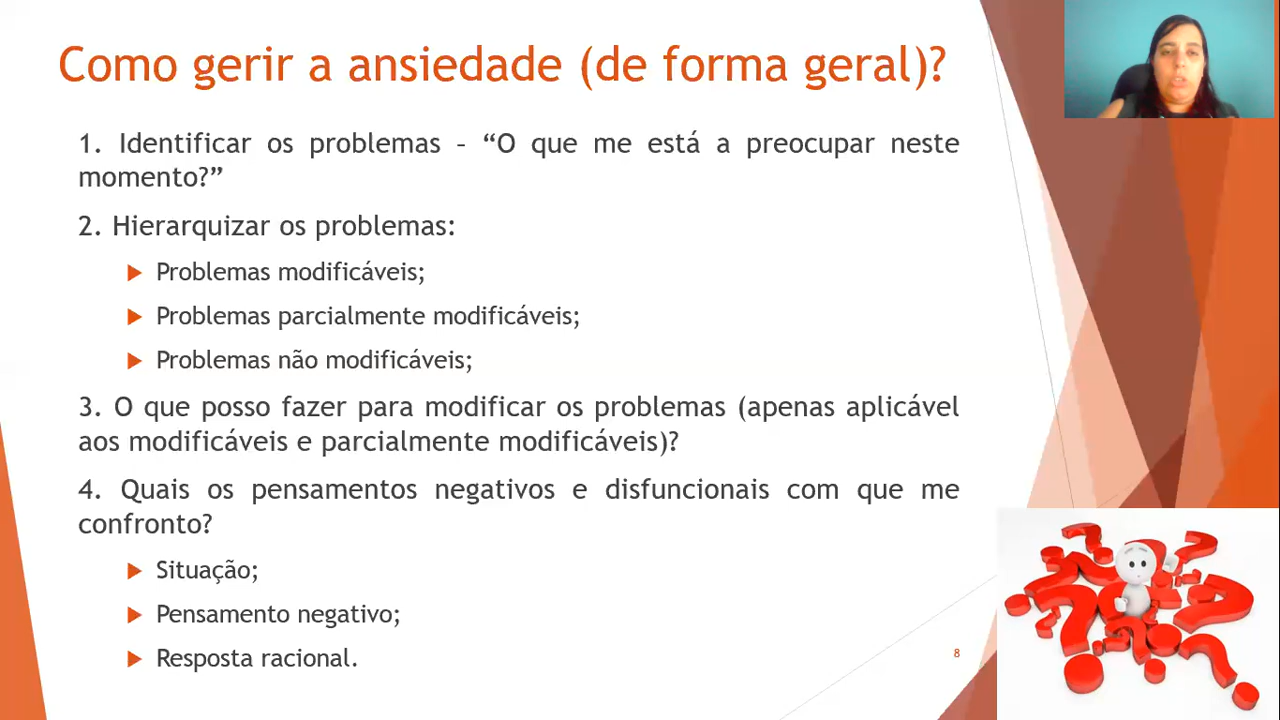 Como gerir a ansiedade (de forma geral)?
1. Identificar os problemas – “O que me está a preocupar neste
momento?”
2. Hierarquizar os problemas:
Problemas modificáveis;
Problemas parcialmente modificáveis;
Problemas não modificáveis;
3. O que posso fazer para modificar os problemas (apenas aplicável
aos modificáveis e parcialmente modificáveis)?
4. Quais os pensamentos negativos e disfuncionais com que me
confronto?
Situação;
Pensamento negativo;
Resposta racional.
8